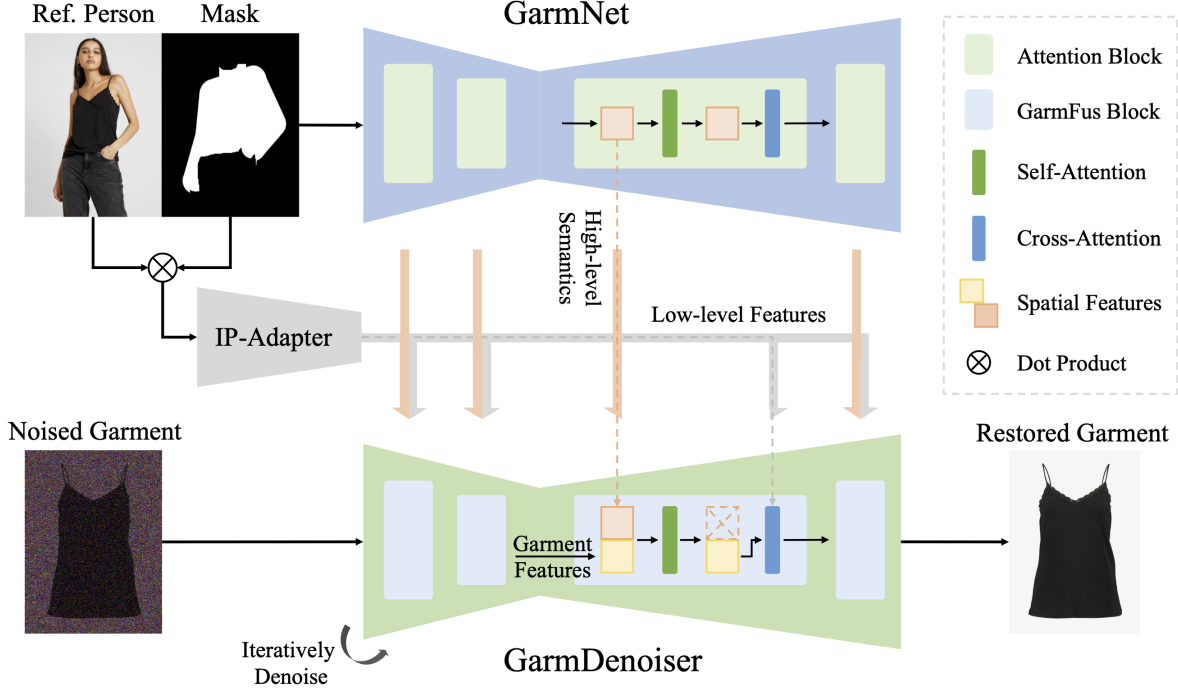 GarmNet
Ref. Person
Mask
Attention Block
GarmFus Block
Self-Attention
Cross-Attention
Spatial Features
Dot Product
High-level
Semantics
Low-level Features
IP-Adapter
Noised Garment
Restored Garment
Garment
Features
Iteratively
Denoise
GarmDenoiser